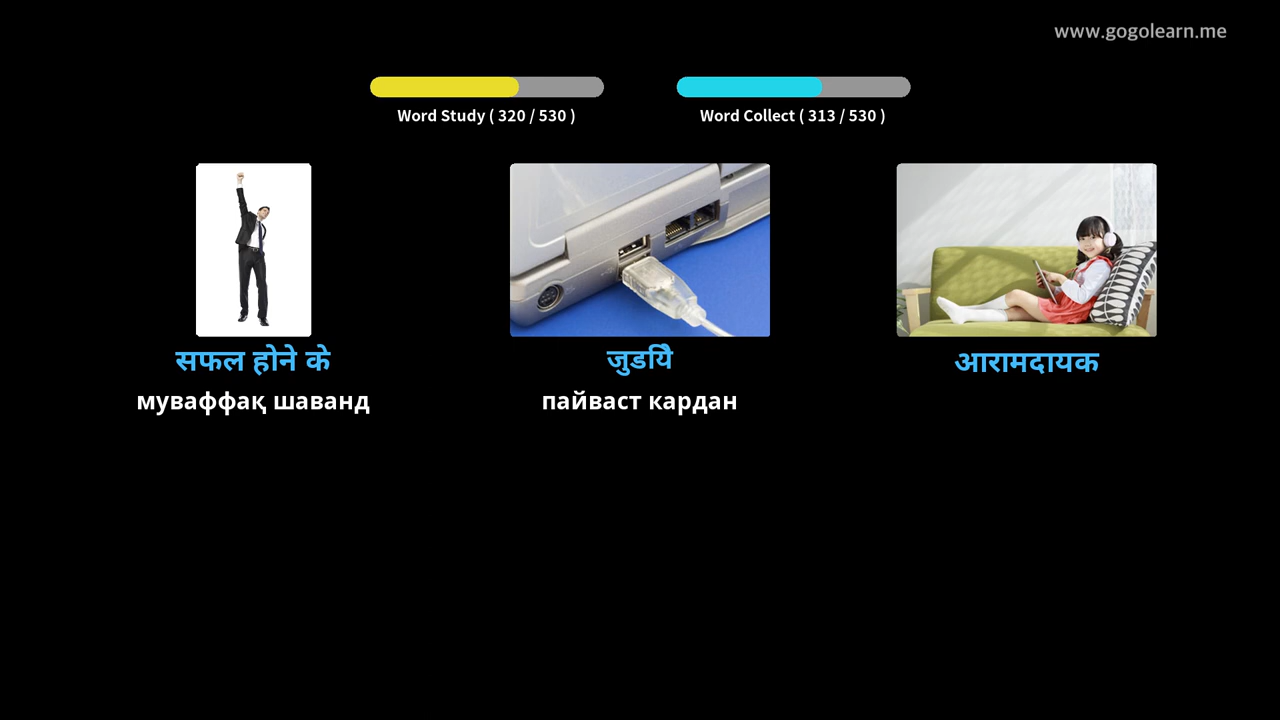 www.gogolearn.me
Word Study ( 320 / 530 )
Word Collect ( 313 / 530 )
सफल होने के
जुडयिे
आरामदायक
муваффақ шаванд
пайваст кардан